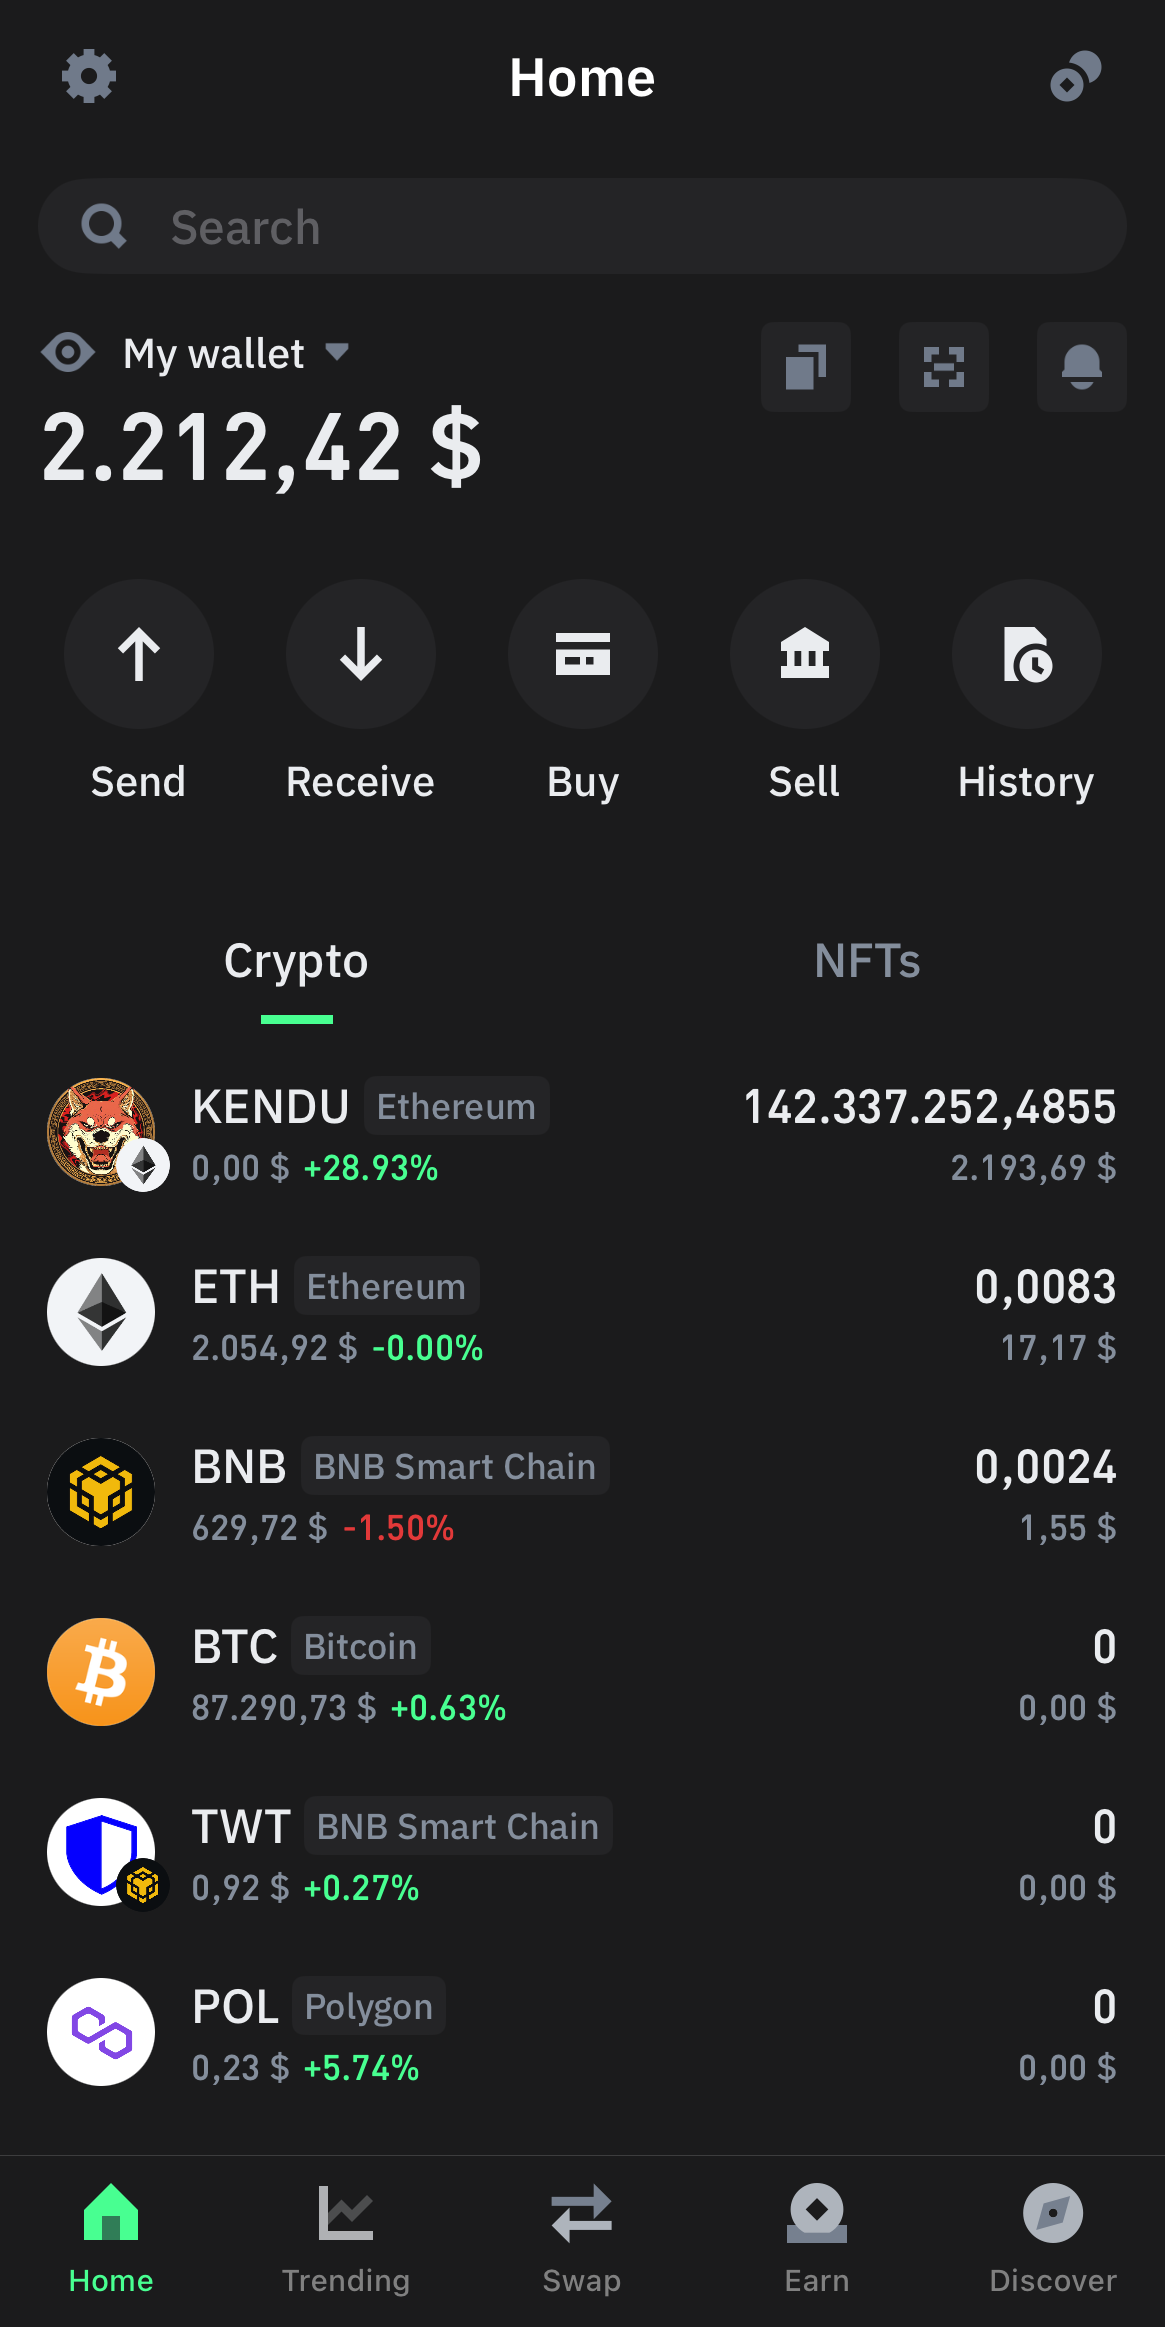 Home
Search
My wallet
2.212,42 $
Send Receive Buy Sell History
Crypto NFTs
KENDU Ethereum 142.337.252,4855
0,00 $ +28.93% 2.193,69 $
ETH Ethereum 0,0083
2.054,92 $ -0.00% 17,17 $
BNB BNB Smart Chain 0,0024
629,72 $ -1.50% 1,55 $
BTC Bitcoin 0
87.290,73 $ +0.63% 0,00 $
TWT BNB Smart Chain 0
0,92 $ +0.27% 0,00 $
POL Polygon 0
0,23 $ +5.74% 0,00 $
Home Trending Swap Earn Discover